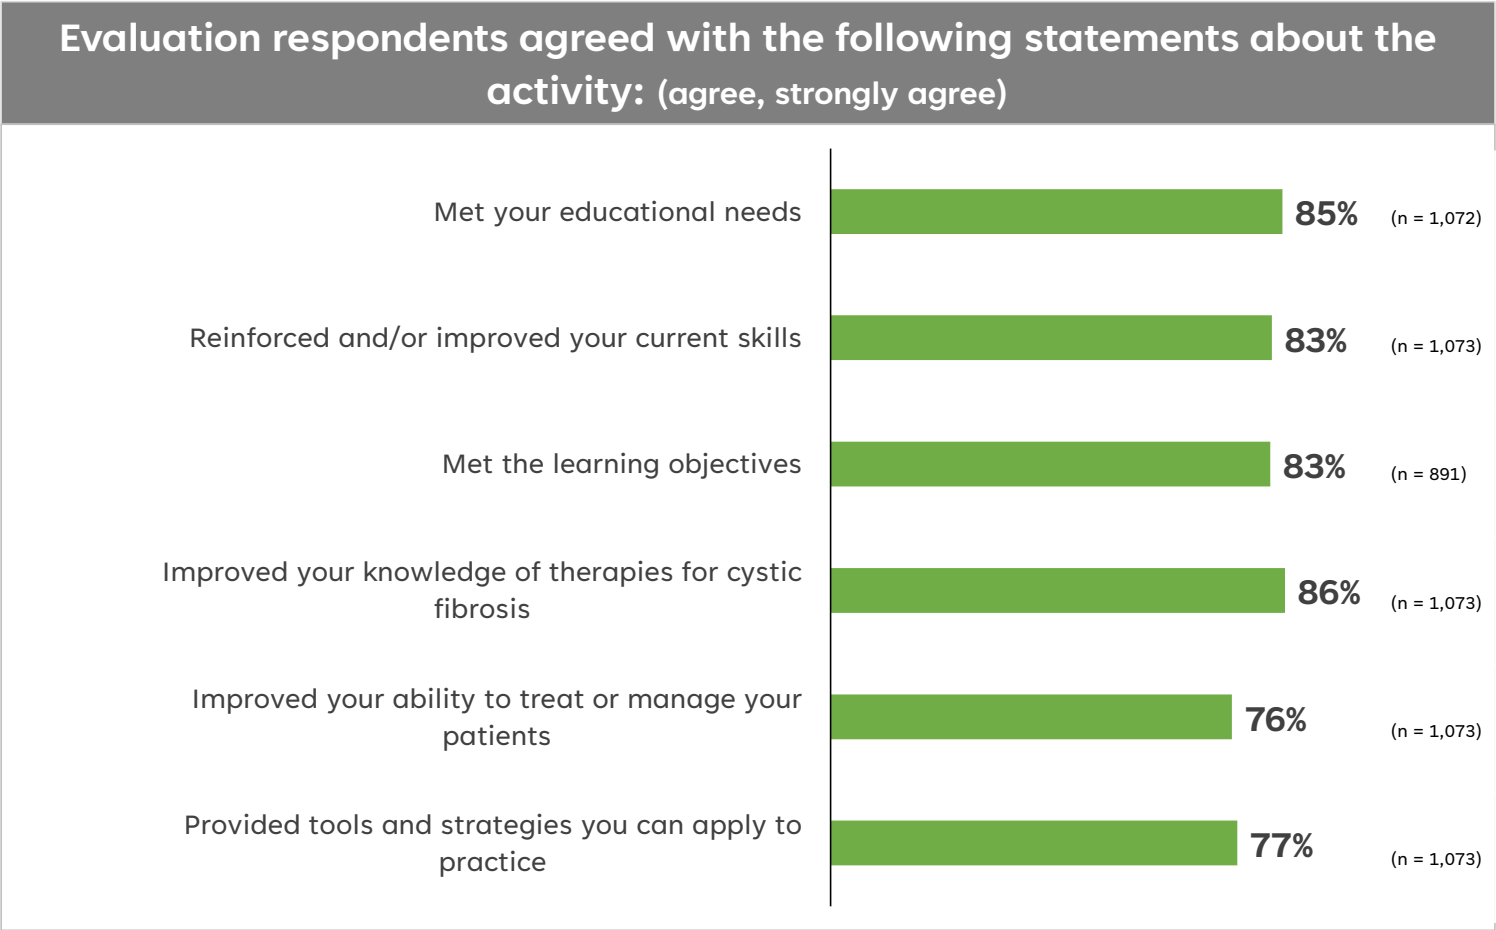 Evaluation respondents agreed with the following statements about the
activity: (agree, strongly agree)
Met your educational needs 85% (n = 1,072)
Reinforced and/or improved your current skills 83% (n = 1,073)
Met the learning objectives 83% (n = 891)
Improved your knowledge of therapies for cystic
fibrosis 86% (n = 1,073)
Improved your ability to treat or manage your
patients 76% (n = 1,073)
Provided tools and strategies you can apply to
practice 77% (n = 1,073)